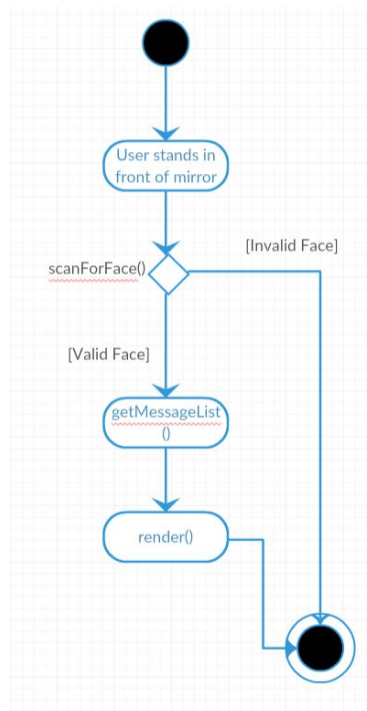 User stands in
front of mirror
[Invalid Face]
scanForFace()
[Valid Face]
getMessageList
()
render()